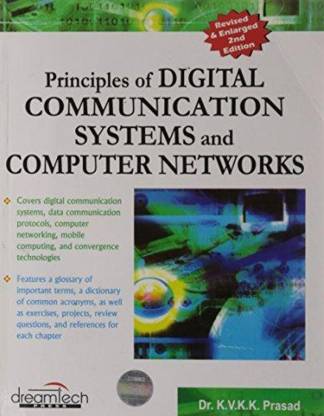 Revised
& Enlarged
2nd
Edition
Principles of DIGITAL
COMMUNICATION
SYSTEMS and
COMPUTER NETWORKS
Covers digital communication
systems, data communication
protocols, computer
networking, mobile
computing, and convergence
technologies
Features a glossary of
important terms, a dictionary
of common acronyms, as well
as exercises, projects, review
questions, and references for
each chapter
dreamtech
PRESS
Dr. K.V.K.K. Prasad